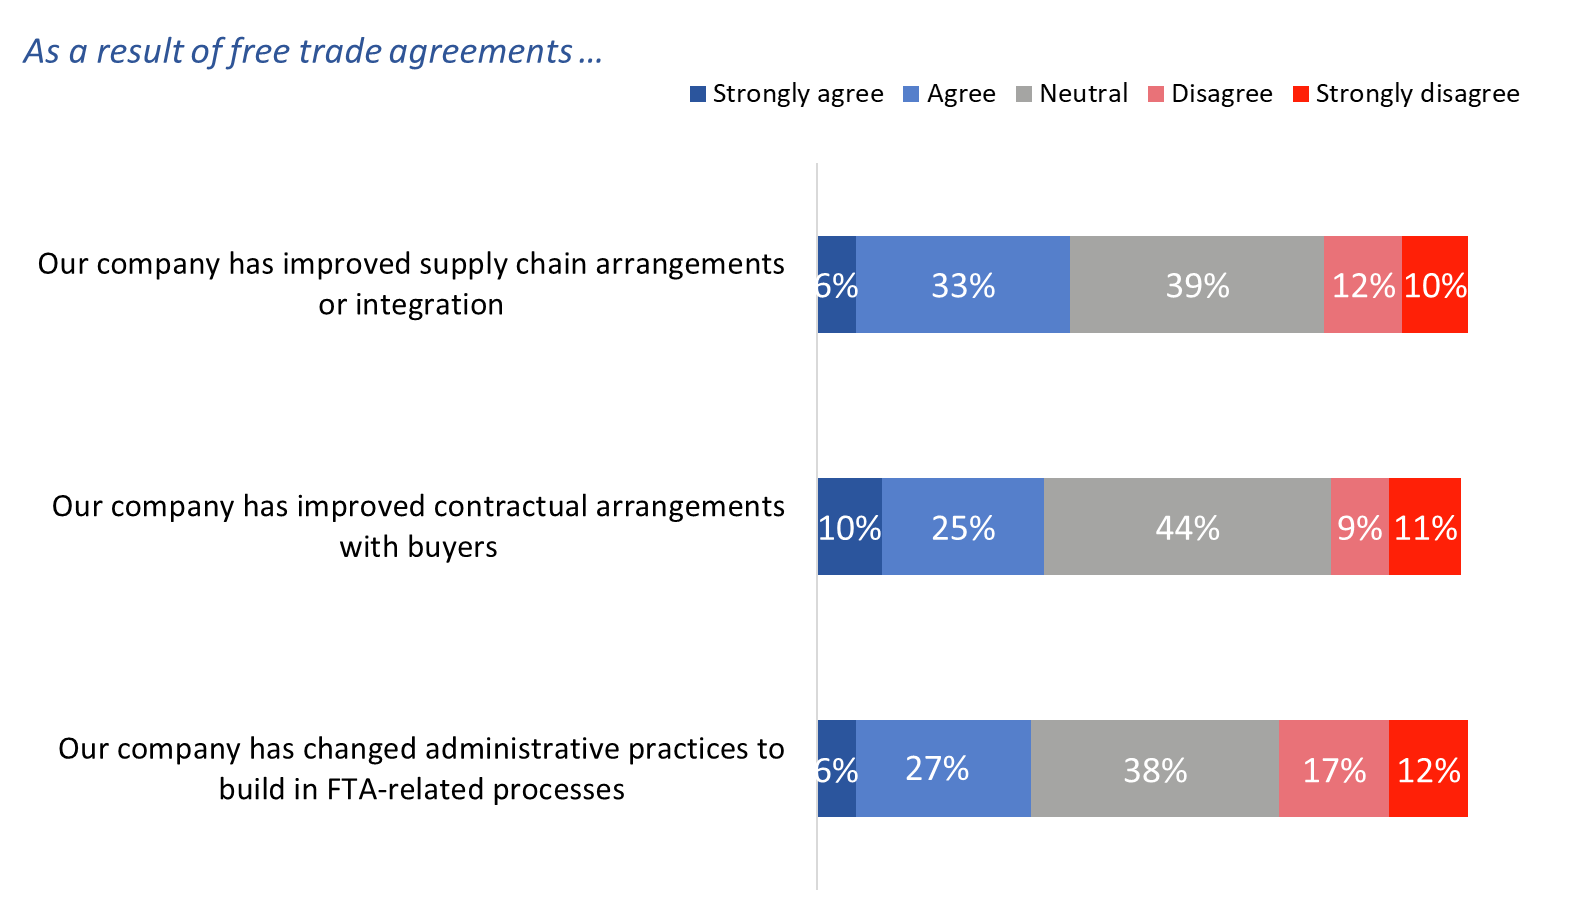 As a result of free trade agreements ...
Strongly agree Agree Neutral Disagree Strongly disagree
Our company has improved supply chain arrangements
or integration
6% 33% 39% 12% 10%
Our company has improved contractual arrangements
with buyers
10% 25% 44% 9% 11%
Our company has changed administrative practices to
build in FTA-related processes
6% 27% 38% 17% 12%